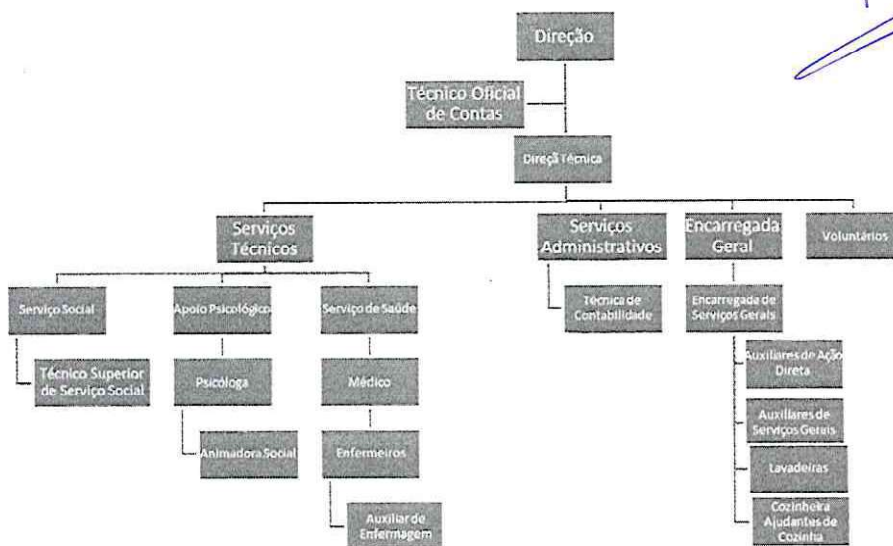 Direção
Técnico Oficial
de Contas
Direçã Técnica
Serviços
Técnicos
Serviços
Administrativos
Encarregada
Geral
Voluntários
Serviço Social
Apoio Psicológico
Serviço de Saúde
Técnica de
Contabilidade
Encarregada de
Serviços Gerais
Técnico Superior
de Serviço Social
Psicóloga
Médico
Auxiliares de Ação
Direta
Animadora Social
Enfermeiros
Auxiliares de
Serviços Gerais
Lavadeiras
Auxiliar de
Enfermagem
Cozinheira
Ajudantes de
Cozinha